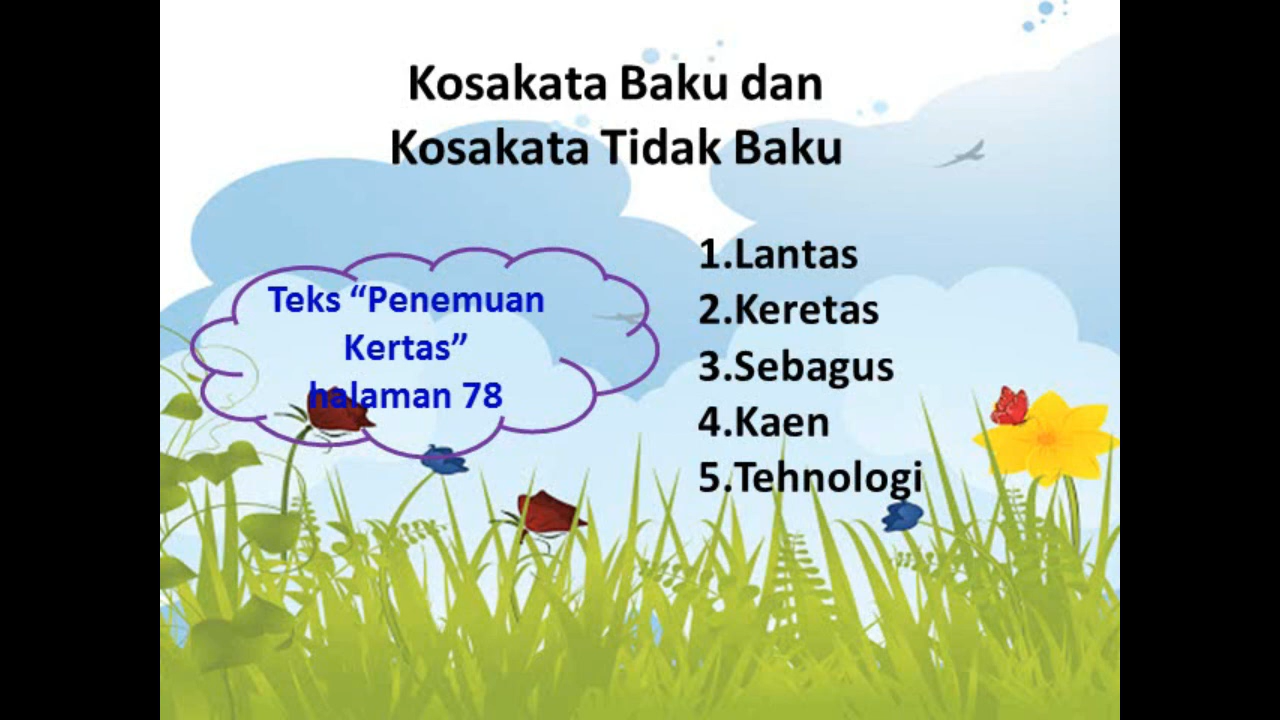 Kosakata Baku dan
Kosakata Tidak Baku
Teks “Penemuan
Kertas”
halaman 78
1.Lantas
2.Keretas
3.Sebagus
4.Kaen
5.Tehnologi